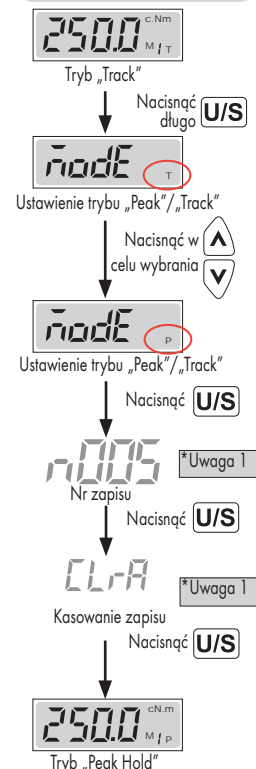 250.0 c.Nm
M1T
Tryb „Track”
Nacisnąć
długo U/S
modE T
Ustawienie trybu „Peak”/„Track”
Nacisnąć w
celu wybrania
modE P
Ustawienie trybu „Peak”/„Track”
Nacisnąć U/S
n005
*Uwaga 1
Nr zapisu
Nacisnąć U/S
CLrA
*Uwaga 1
Kasowanie zapisu
Nacisnąć U/S
250.0 cN.m
M1P
Tryb „Peak Hold”